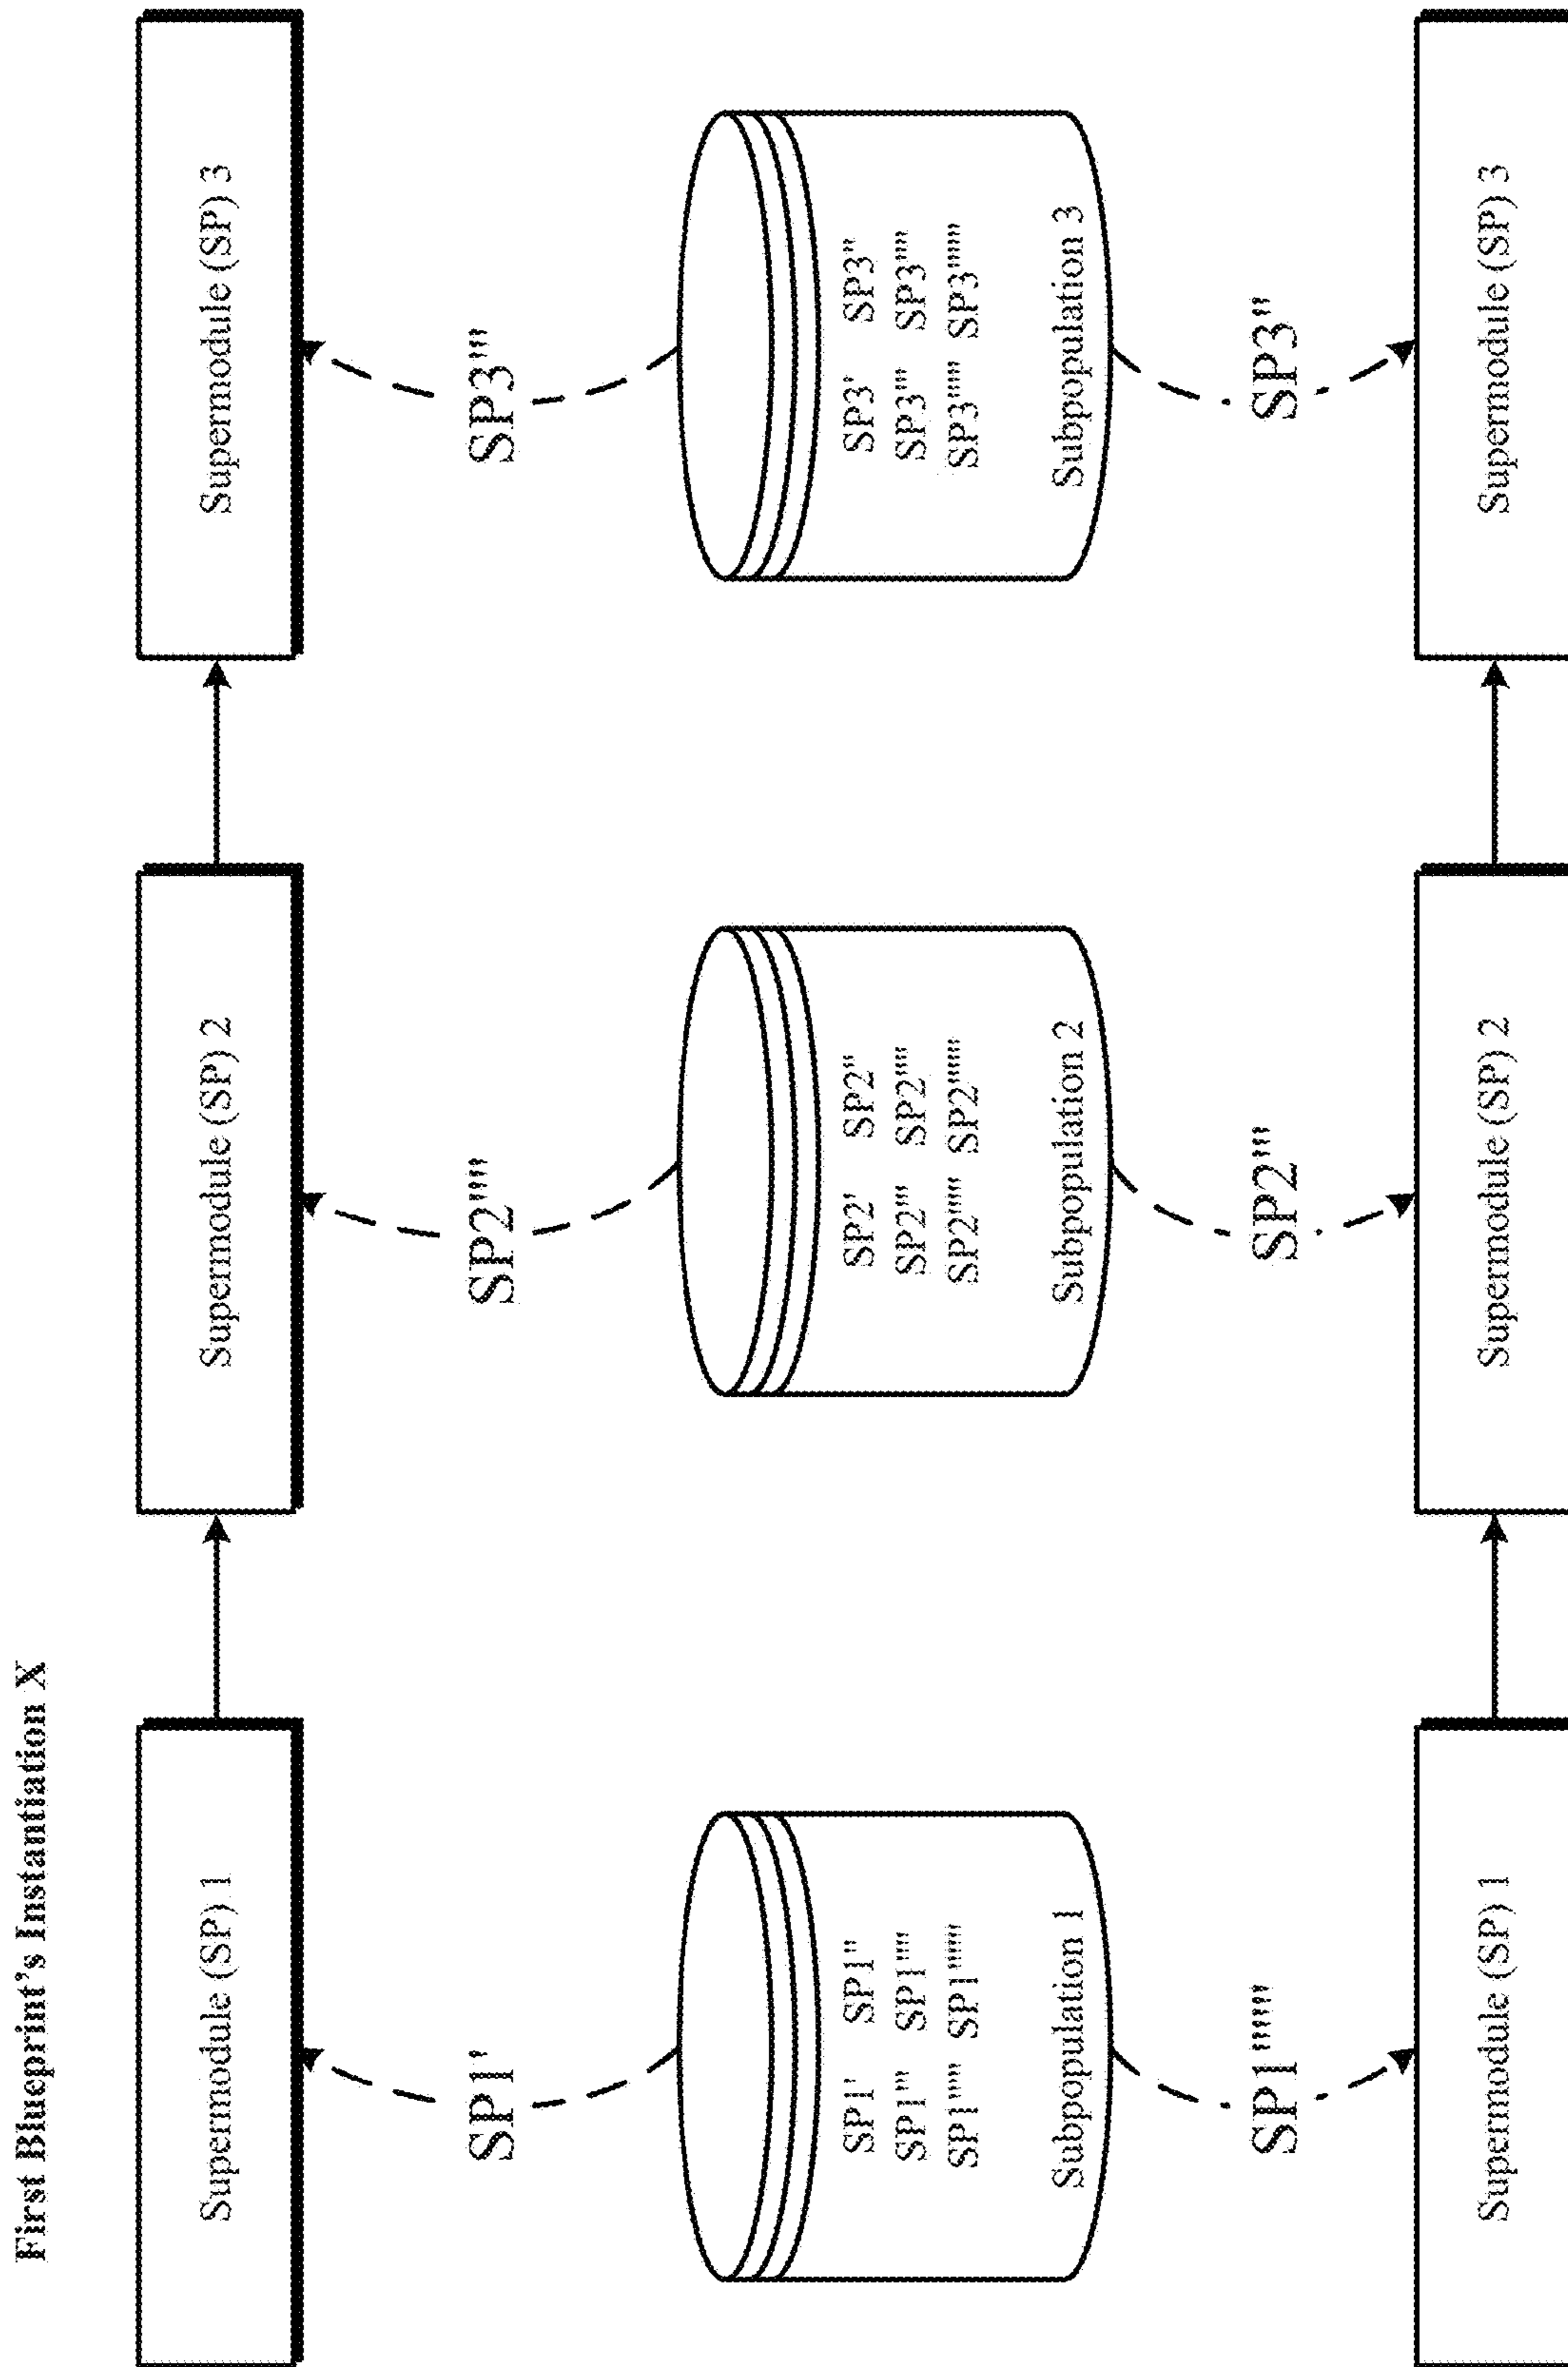 First Blueprint's Instantiation X
Supermodule (SP) 1
Supermodule (SP) 2
Supermodule (SP) 3
SP1'
SP2''''
SP3'''
SP1' SP1''
SP1''' SP1''''
SP1''''' SP1''''''
Subpopulation 1
SP2' SP2''
SP2''' SP2''''
SP2''''' SP2''''''
Subpopulation 2
SP3' SP3''
SP3''' SP3''''
SP3''''' SP3''''''
Subpopulation 3
SP1''''''
SP2'''
SP3''
Supermodule (SP) 1
Supermodule (SP) 2
Supermodule (SP) 3